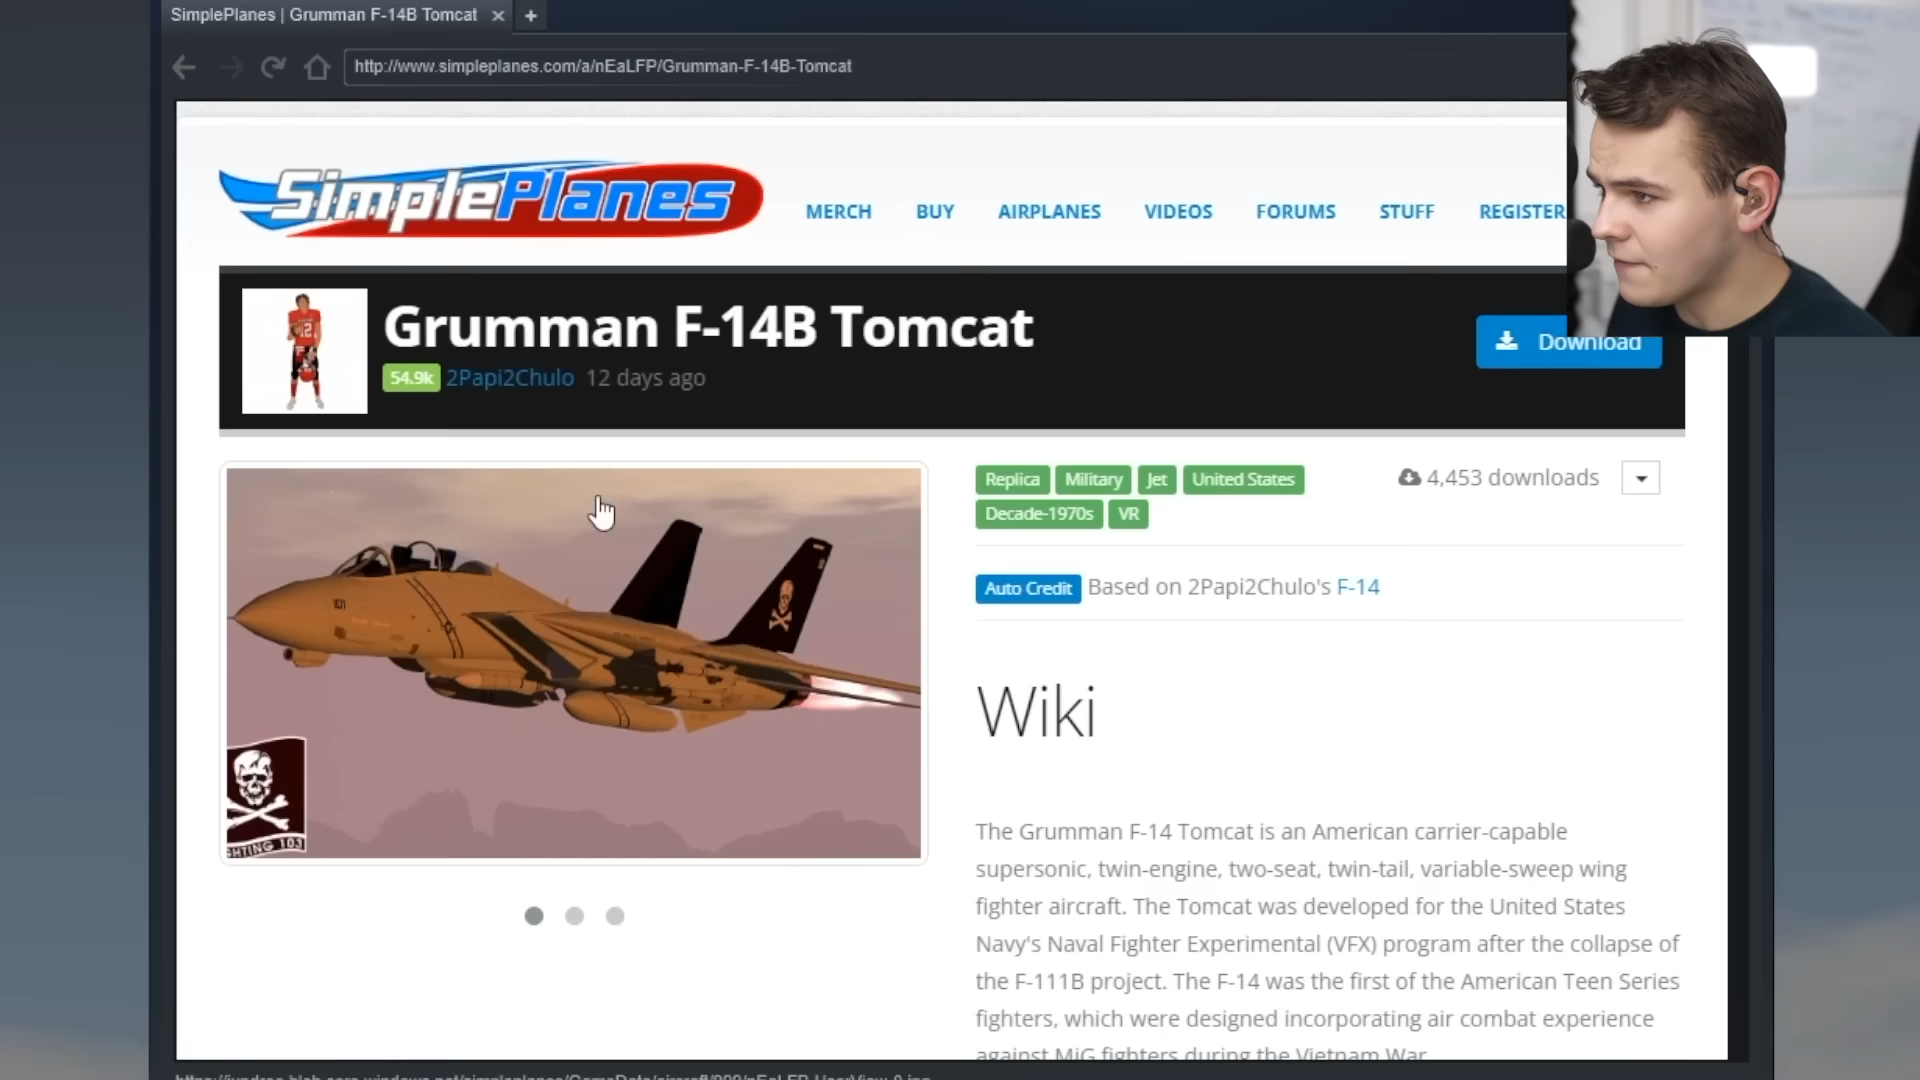 SimplePlanes | Grumman F-14B Tomcat
http://www.simpleplanes.com/a/nEaLFP/Grumman-F-14B-Tomcat
SimplePlanes
MERCH BUY AIRPLANES VIDEOS FORUMS STUFF REGISTER
12
Grumman F-14B Tomcat
54.9k 2Papi2Chulo 12 days ago
Download
Replica Military Jet United States
4,453 downloads
Decade-1970s VR
Auto Credit Based on 2Papi2Chulo's F-14
101
HTING 103
Wiki
The Grumman F-14 Tomcat is an American carrier-capable
supersonic, twin-engine, two-seat, twin-tail, variable-sweep wing
fighter aircraft. The Tomcat was developed for the United States
Navy's Naval Fighter Experimental (VFX) program after the collapse of
the F-111B project. The F-14 was the first of the American Teen Series
fighters, which were designed incorporating air combat experience
against MiG fighters during the Vietnam War.